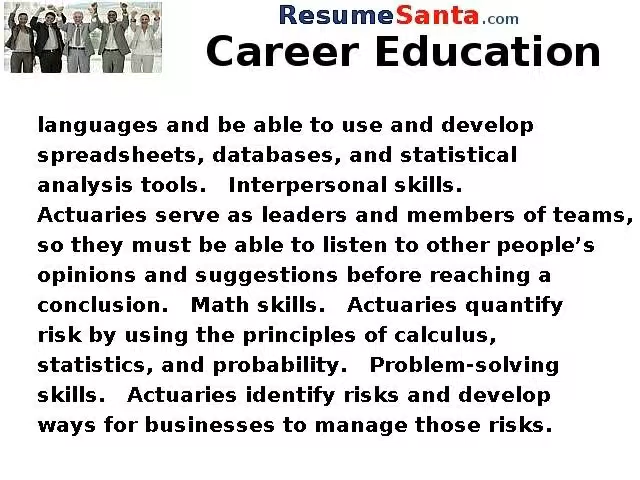 ResumeSanta.com
Career Education
languages and be able to use and develop
spreadsheets, databases, and statistical
analysis tools.   Interpersonal skills.
Actuaries serve as leaders and members of teams,
so they must be able to listen to other people’s
opinions and suggestions before reaching a
conclusion.   Math skills.   Actuaries quantify
risk by using the principles of calculus,
statistics, and probability.   Problem-solving
skills.   Actuaries identify risks and develop
ways for businesses to manage those risks.